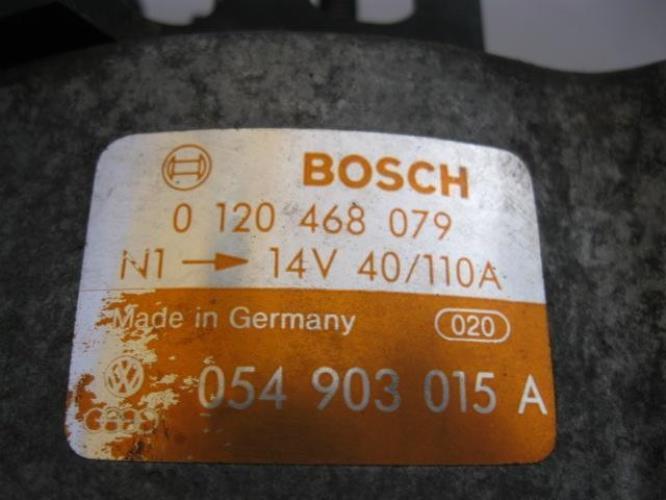 BOSCH
0 120 468 079
N1 → 14V 40/110A
Made in Germany 020
054 903 015 A